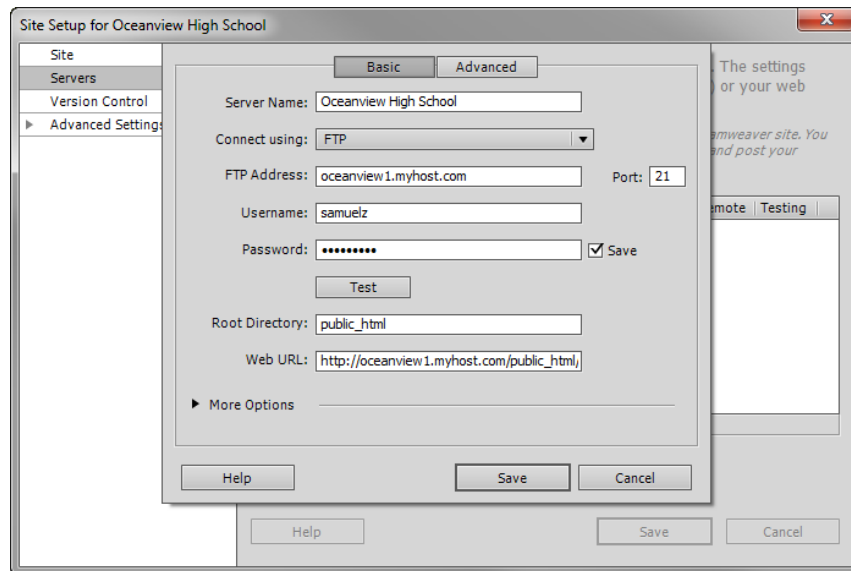 Site Setup for Oceanview High School
x
Site
Servers
Version Control
Advanced Settings
Basic
Advanced
Server Name:
Oceanview High School
Connect using:
FTP
FTP Address:
oceanview1.myhost.com
Port:
21
Username:
samuelz
Password:
•••••••••
Save
Test
Root Directory:
public_html
Web URL:
http://oceanview1.myhost.com/public_html/
More Options
Help
Save
Cancel
. The settings
) or your web
amweaver site. You
and post your
emote
Testing
Help
Save
Cancel